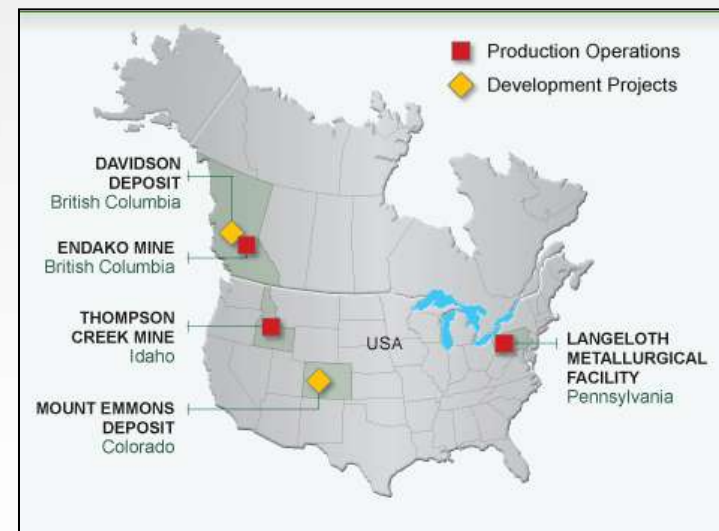 Production Operations
Development Projects
DAVIDSON
DEPOSIT
British Columbia
ENDAKO MINE
British Columbia
THOMPSON
CREEK MINE
Idaho
USA
LANGELOTH
METALLURGICAL
FACILITY
Pennsylvania
MOUNT EMMONS
DEPOSIT
Colorado